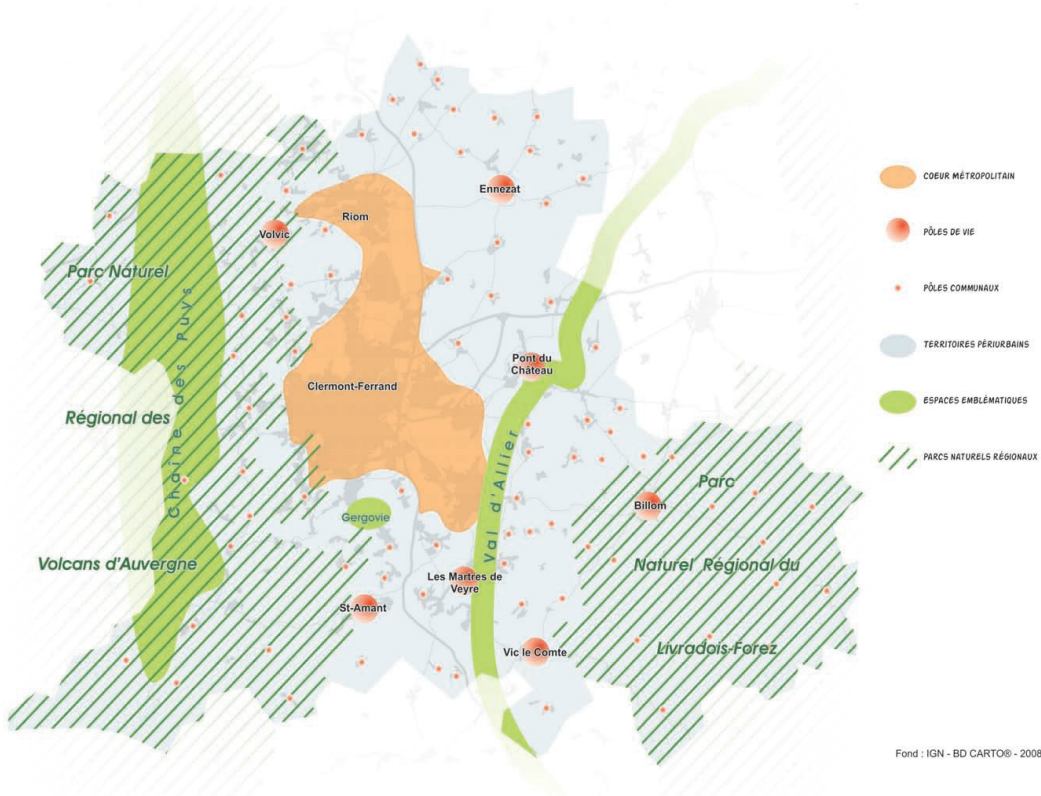 Ennezat
Riom
Volvic
Parc Naturel
Chaîne des Puys
Pont du
Château
Clermont-Ferrand
Régional des
Val d'Allier
Parc
Billom
Gergovie
Volcans d'Auvergne
Naturel Régional du
Les Martres de
Veyre
St-Amant
Vic le Comte
Livradois-Forez
COEUR MÉTROPOLITAIN
PÔLES DE VIE
PÔLES COMMUNAUX
TERRITOIRES PÉRIURBAINS
ESPACES EMBLÉMATIQUES
PARCS NATURELS RÉGIONAUX
Fond : IGN - BD CARTO® - 2008